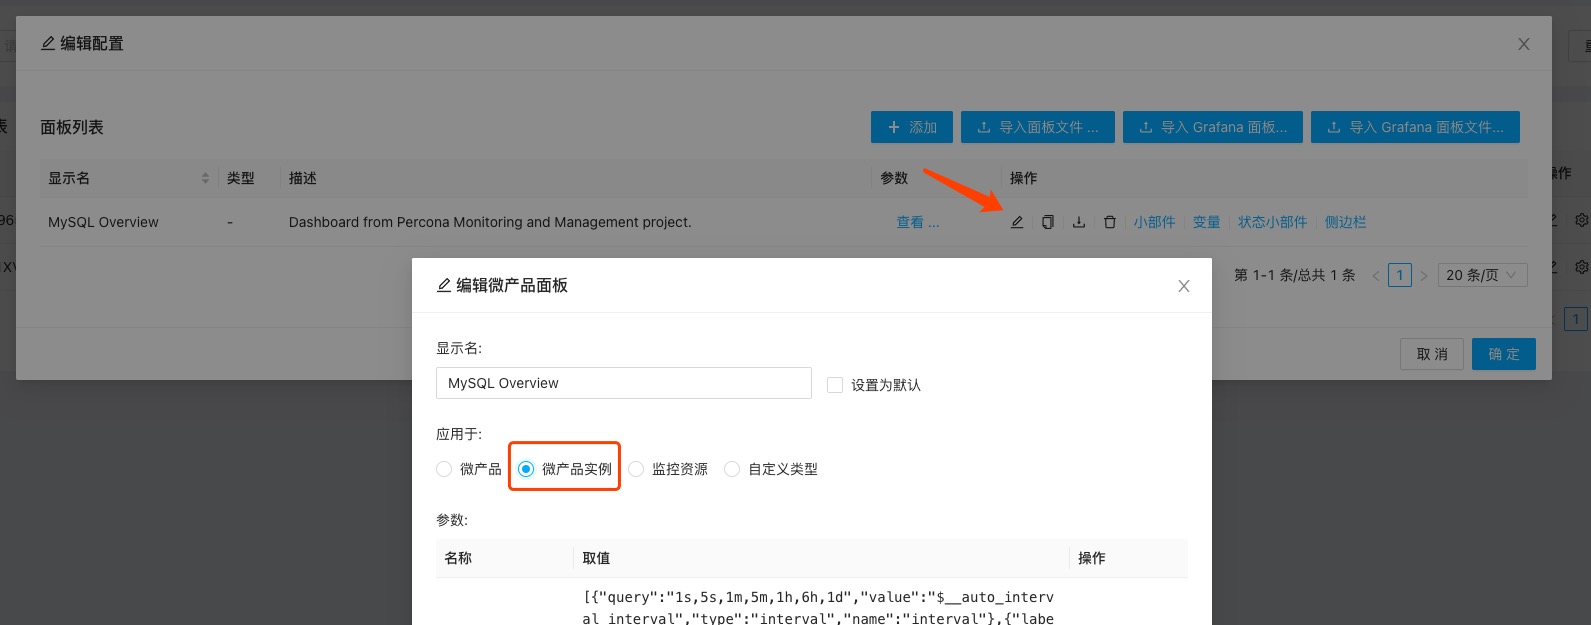 编辑配置
面板列表
添加
导入面板文件 ...
导入 Grafana 面板...
导入 Grafana 面板文件...
显示名
类型
描述
参数
操作
操作
MySQL Overview
-
Dashboard from Percona Monitoring and Management project.
查看 ...
小部件
变量
状态小部件
侧边栏
第 1-1 条/总共 1 条
1
20 条/页
1
取 消
确 定
编辑微产品面板
显示名:
MySQL Overview
设置为默认
应用于:
微产品
微产品实例
监控资源
自定义类型
参数:
名称
取值
操作
[{"query":"1s,5s,1m,5m,1h,6h,1d","value":"$__auto_interv
al_interval","type":"interval","name":"interval"},{"labe